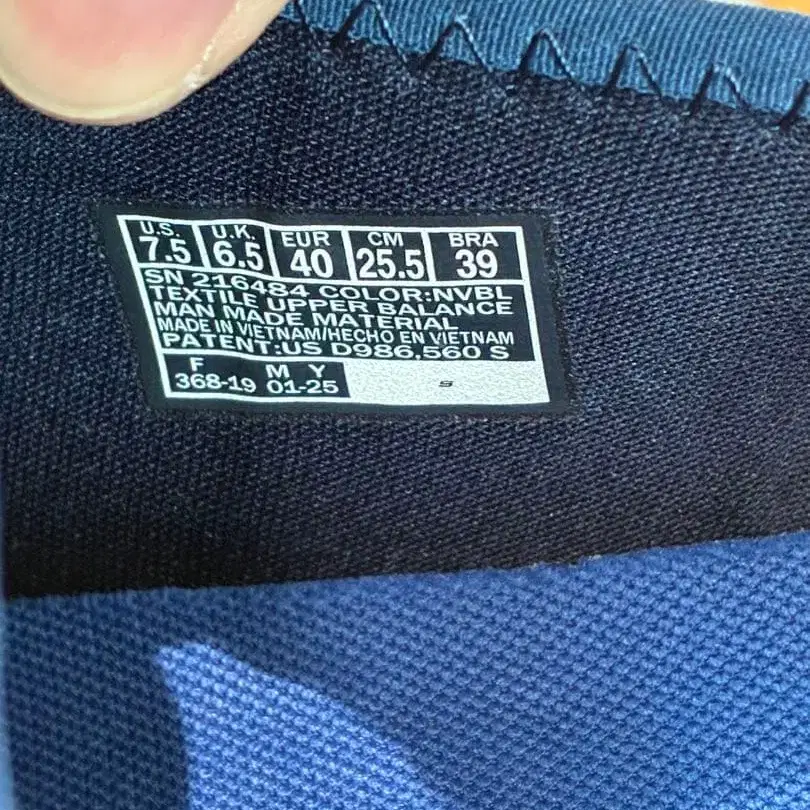 U.S. U.K. EUR CM BRA
7.5 6.5 40 25.5 39
SN 216484 COLOR:NVBL
TEXTILE UPPER BALANCE
MAN MADE MATERIAL
MADE IN VIETNAM/HECHO EN VIETNAM
PATENT:US D986,560 S
F M Y
368-19 01-25
S